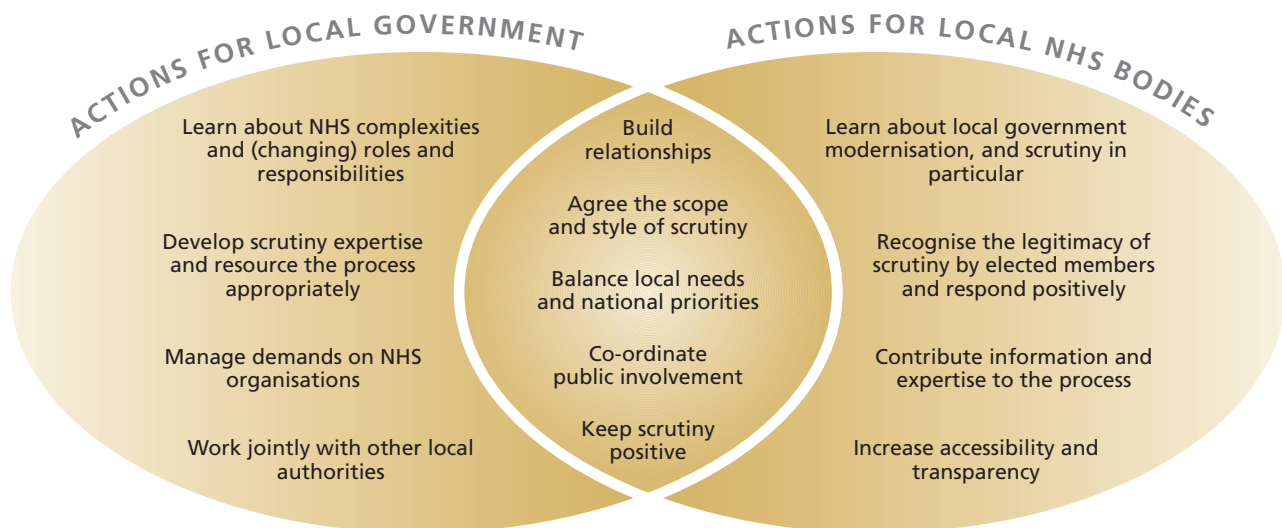 ACTIONS FOR LOCAL GOVERNMENT
Learn about NHS complexities
and (changing) roles and
responsibilities
Develop scrutiny expertise
and resource the process
appropriately
Manage demands on NHS
organisations
Work jointly with other local
authorities
Build
relationships
Agree the scope
and style of scrutiny
Balance local needs
and national priorities
Co-ordinate
public involvement
Keep scrutiny
positive
ACTIONS FOR LOCAL NHS BODIES
Learn about local government
modernisation, and scrutiny in
particular
Recognise the legitimacy of
scrutiny by elected members
and respond positively
Contribute information and
expertise to the process
Increase accessibility and
transparency